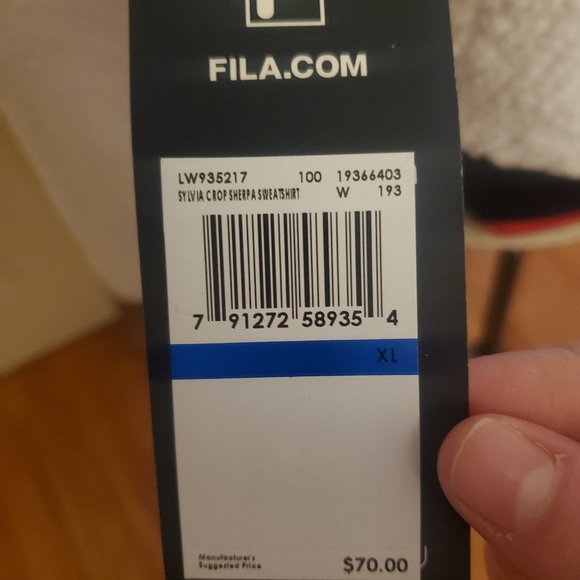 FILA.COM
LW935217 100 19366403
SYLVIA CROP SHERPA SWEATSHIRT W 193
7 91272 58935 4
XL
Manufacturers
Suggested Price $70.00